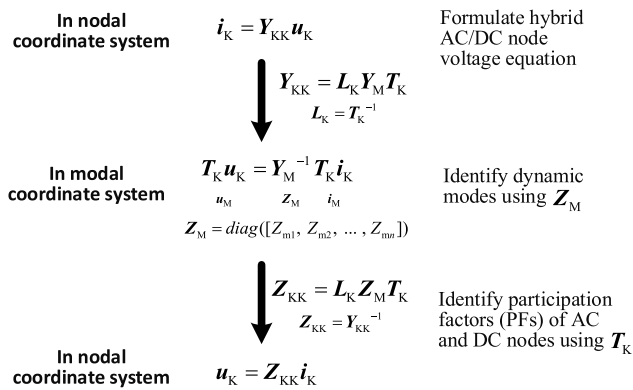 In nodal
coordinate system
i_K = Y_KK u_K
Formulate hybrid
AC/DC node
voltage equation
Y_KK = L_K Y_M T_K
L_K = T_K^-1
In modal
coordinate system
T_K u_K = Y_M^-1 T_K i_K
u_M Z_M i_M
Z_M = diag([Z_m1, Z_m2, ... , Z_mn])
Identify dynamic
modes using Z_M
Z_KK = L_K Z_M T_K
Z_KK = Y_KK^-1
Identify participation
factors (PFs) of AC
and DC nodes using T_K
In nodal
coordinate system
u_K = Z_KK i_K